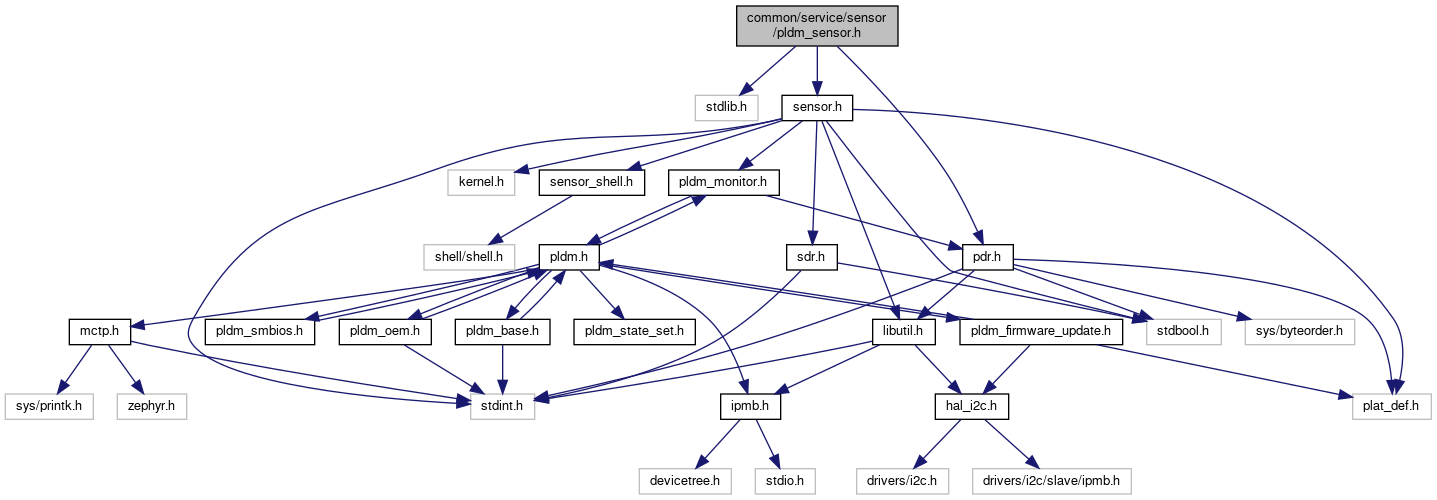 common/service/sensor
/pldm_sensor.h
stdlib.h
sensor.h
kernel.h
sensor_shell.h
pldm_monitor.h
shell/shell.h
pldm.h
sdr.h
pdr.h
mctp.h
pldm_smbios.h
pldm_oem.h
pldm_base.h
pldm_state_set.h
libutil.h
pldm_firmware_update.h
stdbool.h
sys/byteorder.h
sys/printk.h
zephyr.h
stdint.h
ipmb.h
hal_i2c.h
plat_def.h
devicetree.h
stdio.h
drivers/i2c.h
drivers/i2c/slave/ipmb.h